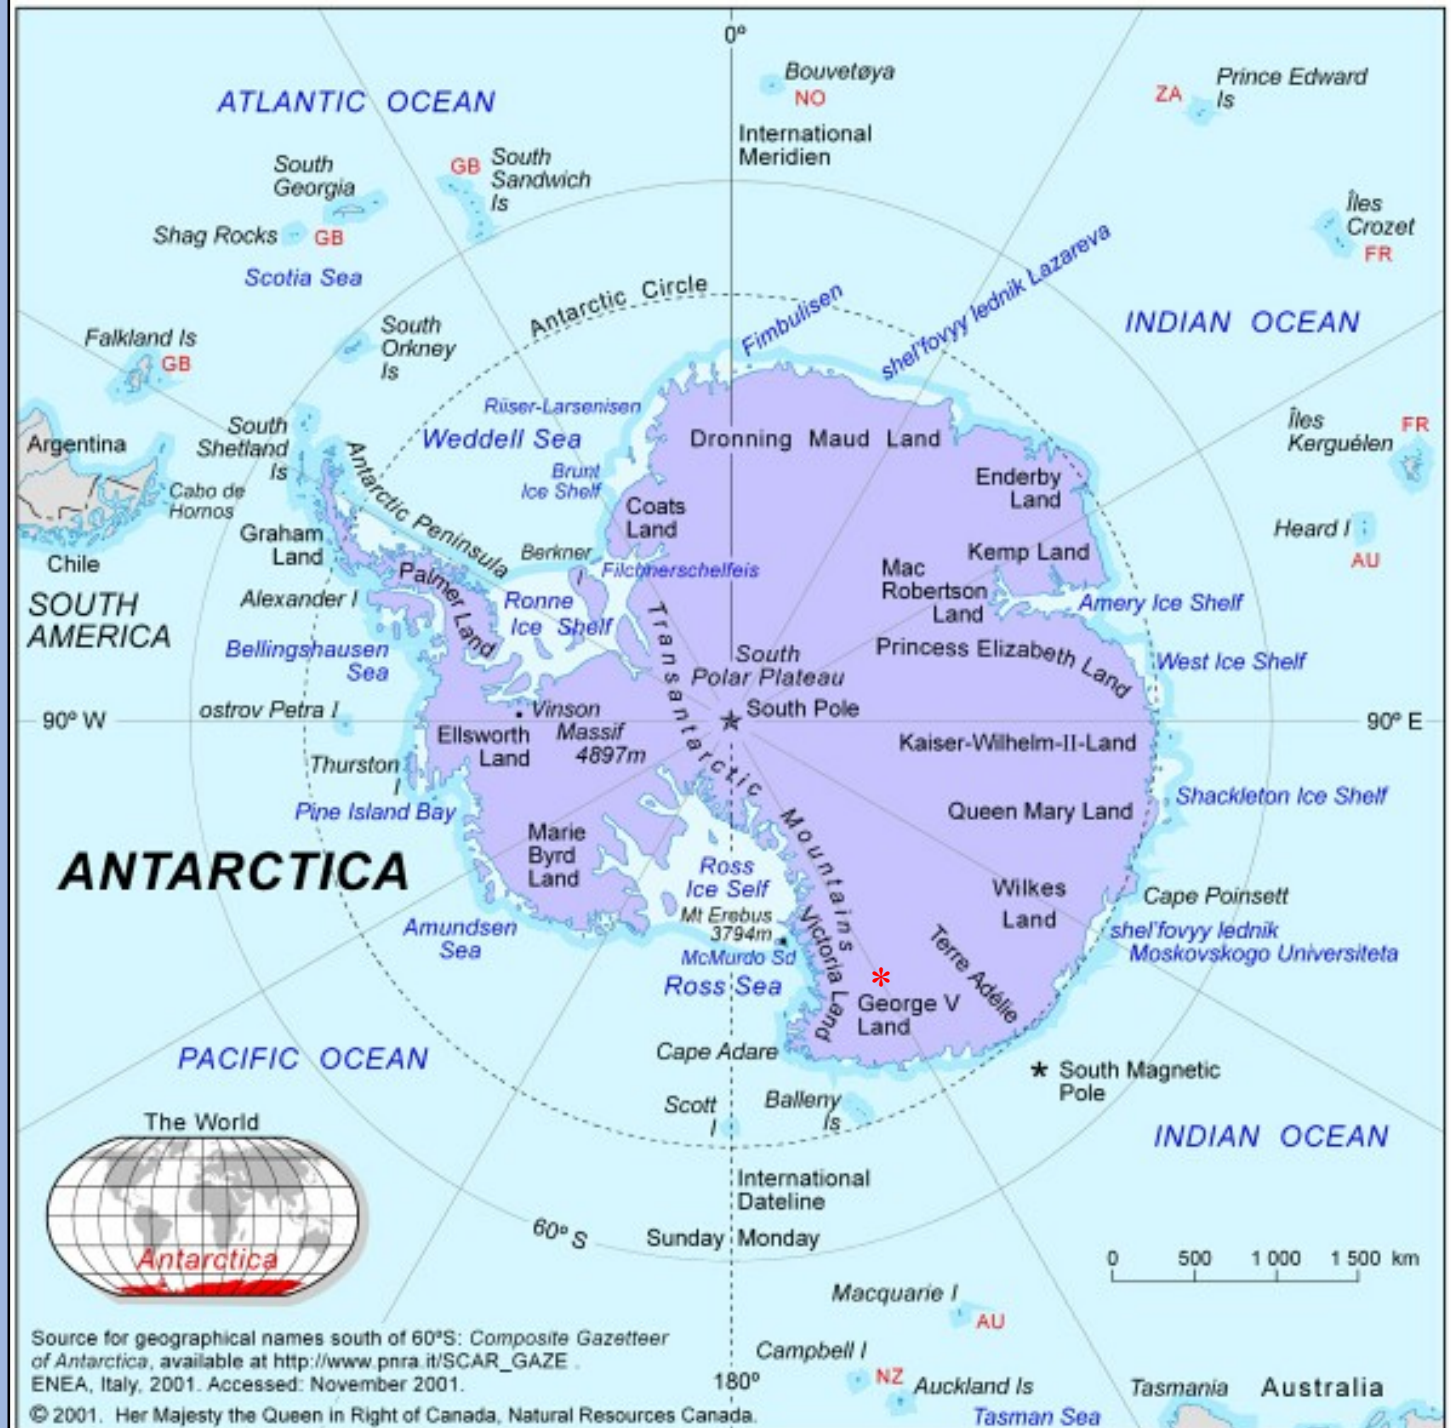 0º
Bouvetøya
NO
ZA
Prince Edward
Is
ATLANTIC OCEAN
International
Meridien
South
Georgia
GB
South
Sandwich
Is
Shag Rocks
GB
Scotia Sea
Îles
Crozet
FR
Antarctic Circle
Fimbulisen
shel'fovyy lednik Lazareva
INDIAN OCEAN
Falkland Is
GB
South
Orkney
Is
Riiser-Larsenisen
Weddell Sea
Brunt
Ice Shelf
Dronning Maud Land
Enderby
Land
Îles
Kerguélen
FR
Argentina
South
Shetland
Is
Cabo de
Hornos
Antarctic Peninsula
Coats
Land
Heard I
AU
Graham
Land
Berkner
I
Filchnerschelfeis
Kemp Land
Mac
Robertson
Land
Chile
Palmer Land
Alexander I
Ronne
Ice Shelf
Amery Ice Shelf
SOUTH
AMERICA
Bellingshausen
Sea
Transantarctic Mountains
South
Polar Plateau
Princess Elizabeth Land
West Ice Shelf
90º W
ostrov Petra I
Vinson
Massif
4897m
South Pole
90º E
Ellsworth
Land
Kaiser-Wilhelm-II-Land
Thurston
I
Pine Island Bay
Queen Mary Land
Shackleton Ice Shelf
ANTARCTICA
Marie
Byrd
Land
Ross
Ice Self
Wilkes
Land
Cape Poinsett
Mt Erebus
3794m
McMurdo Sd
Victoria Land
Amundsen
Sea
shel'fovyy lednik
Moskovskogo Universiteta
Terre Adélie
Ross Sea
*
George V
Land
PACIFIC OCEAN
Cape Adare
South Magnetic
Pole
Scott
I
Balleny
Is
INDIAN OCEAN
The World
Antarctica
International
Dateline
60º S
Sunday
Monday
0 500 1 000 1 500 km
Macquarie I
AU
Campbell I
NZ
Auckland Is
180º
Tasmania
Australia
Tasman Sea
Source for geographical names south of 60ºS: Composite Gazetteer
of Antarctica, available at http://www.pnra.it/SCAR_GAZE .
ENEA, Italy, 2001. Accessed: November 2001.
© 2001. Her Majesty the Queen in Right of Canada, Natural Resources Canada.